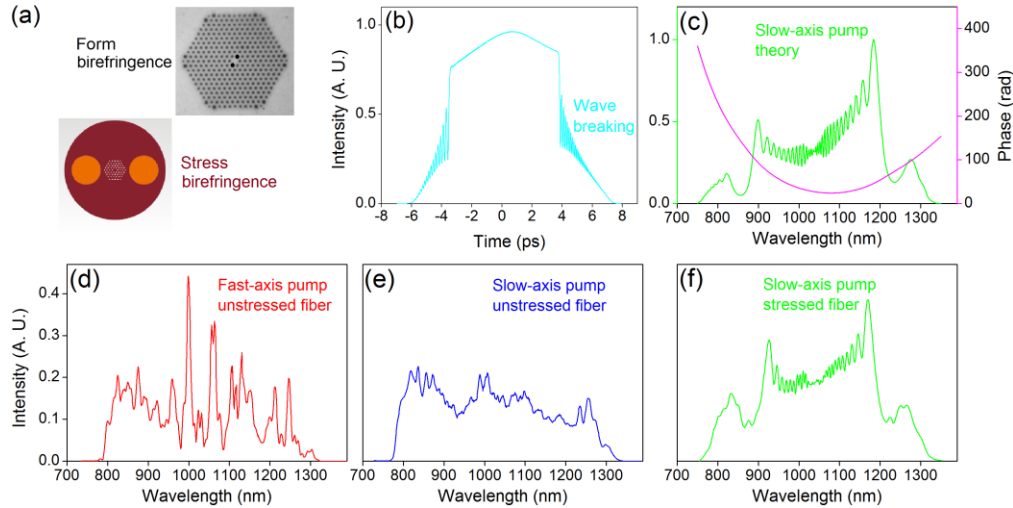 (a)
Form
birefringence
Stress
birefringence
(b)
Intensity (A. U.)
1.0
0.5
0.0
Wave
breaking
-8 -6 -4 -2 0 2 4 6 8
Time (ps)
(c)
Slow-axis pump
theory
1.0
0.5
0.0
400
300
200
100
0
Phase (rad)
700 800 900 1000 1100 1200 1300
Wavelength (nm)
(d)
Fast-axis pump
unstressed fiber
Intensity (A. U.)
0.4
0.3
0.2
0.1
0.0
700 800 900 1000 1100 1200 1300
Wavelength (nm)
(e)
Slow-axis pump
unstressed fiber
700 800 900 1000 1100 1200 1300
Wavelength (nm)
(f)
Slow-axis pump
stressed fiber
700 800 900 1000 1100 1200 1300
Wavelength (nm)